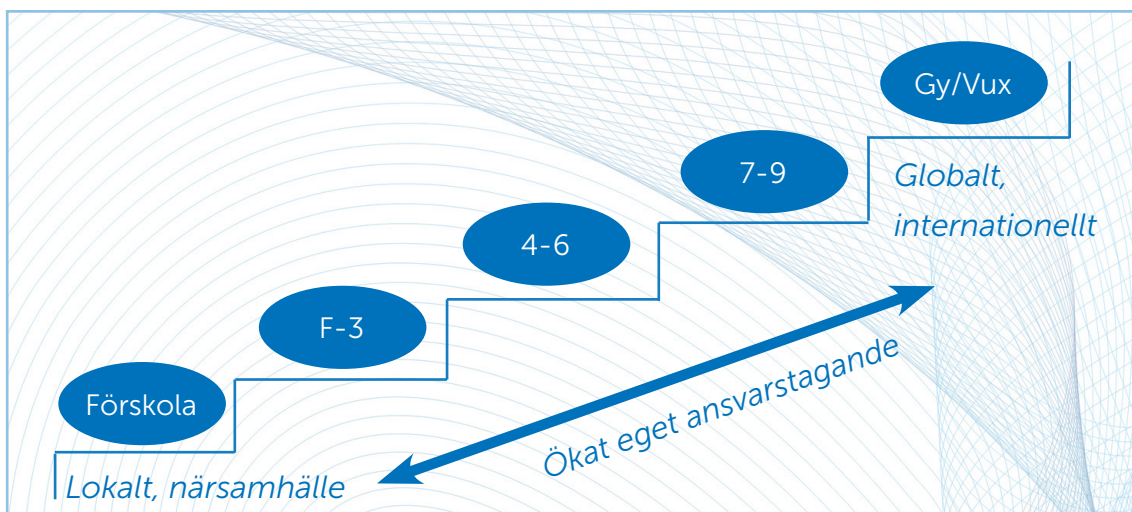 Gy/Vux
7-9
Globalt,
internationellt
4-6
F-3
Förskola
Ökat eget ansvarstagande
Lokalt, närsamhälle